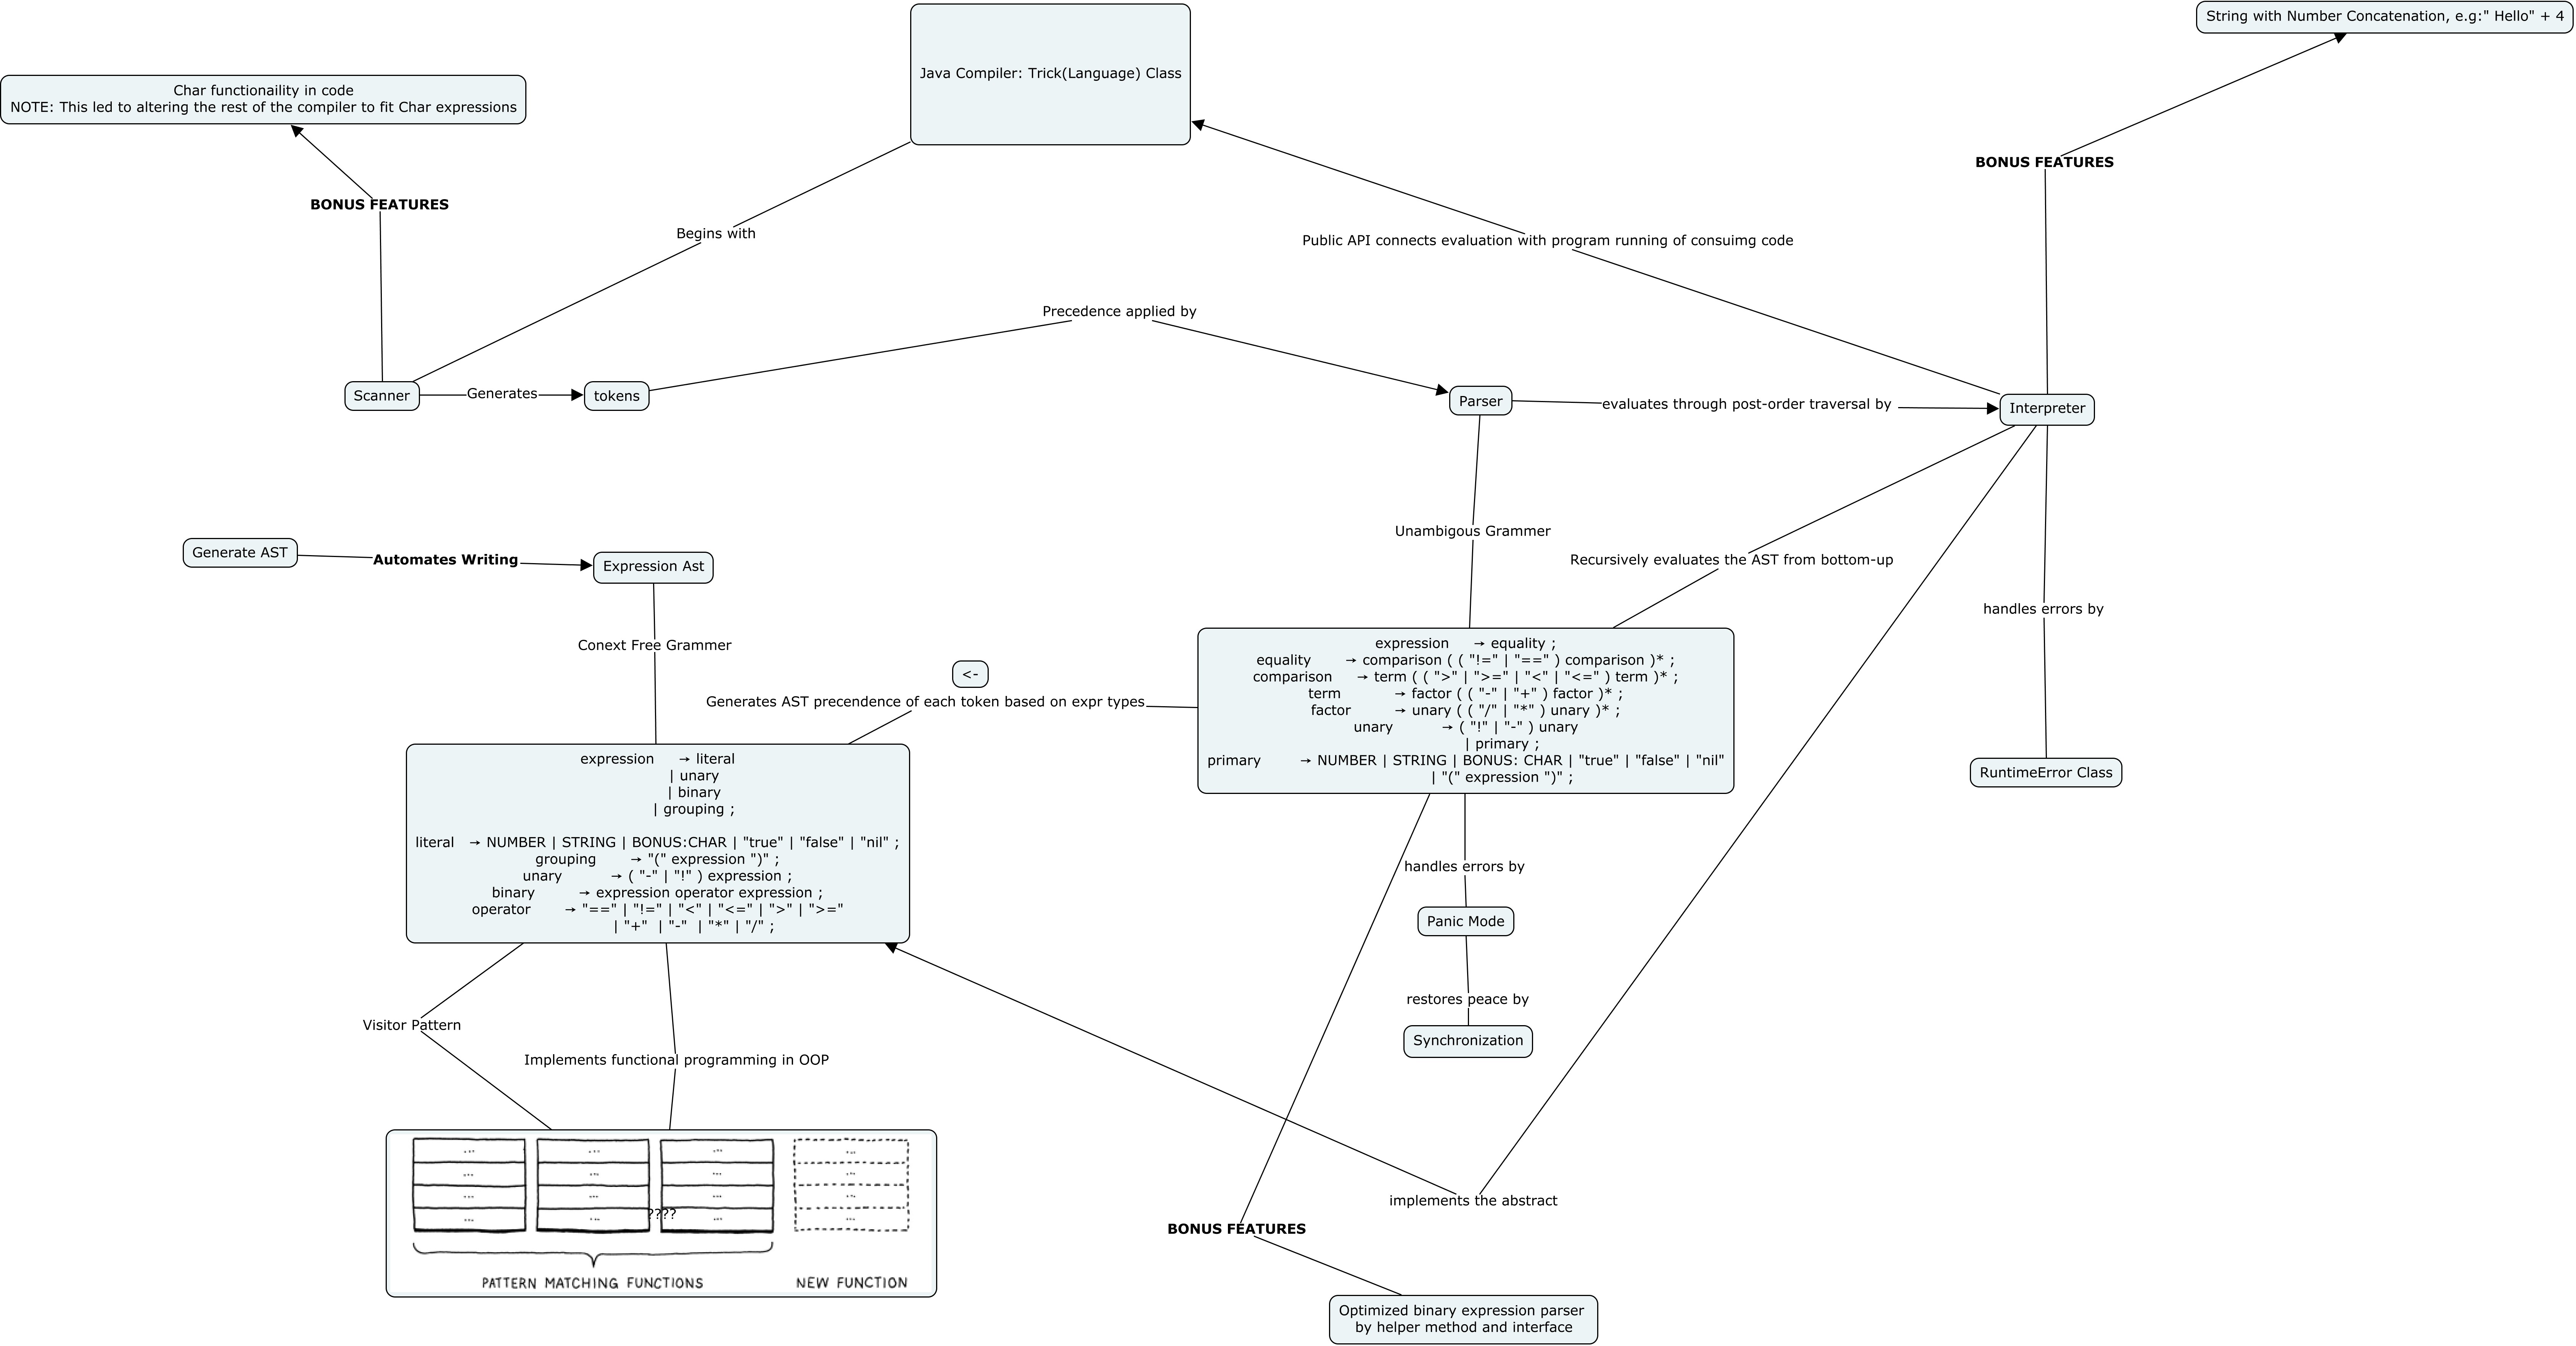 String with Number Concatenation, e.g:" Hello" + 4
Java Compiler: Trick(Language) Class
Char functionaility in code
NOTE: This led to altering the rest of the compiler to fit Char expressions
BONUS FEATURES
BONUS FEATURES
Begins with
Public API connects evaluation with program running of consuimg code
Precedence applied by
Scanner
Generates
tokens
Parser
evaluates through post-order traversal by
Interpreter
Unambigous Grammer
Generate AST
Automates Writing
Expression Ast
Recursively evaluates the AST from bottom-up
handles errors by
Conext Free Grammer
<-
Generates AST precendence of each token based on expr types
expression → equality ;
equality → comparison ( ( "!=" | "==" ) comparison )* ;
comparison → term ( ( ">" | ">=" | "<" | "<=" ) term )* ;
term → factor ( ( "-" | "+" ) factor )* ;
factor → unary ( ( "/" | "*" ) unary )* ;
unary → ( "!" | "-" ) unary
| primary ;
primary → NUMBER | STRING | BONUS: CHAR | "true" | "false" | "nil"
| "(" expression ")" ;
RuntimeError Class
expression → literal
| unary
| binary
| grouping ;
literal → NUMBER | STRING | BONUS:CHAR | "true" | "false" | "nil" ;
grouping → "(" expression ")" ;
unary → ( "-" | "!" ) expression ;
binary → expression operator expression ;
operator → "==" | "!=" | "<" | "<=" | ">" | ">="
| "+" | "-" | "*" | "/" ;
handles errors by
Panic Mode
restores peace by
Synchronization
Visitor Pattern
Implements functional programming in OOP
... ... ... ...
... ... ... ...
... ... ... ...
... ... ... ...
????
PATTERN MATCHING FUNCTIONS
NEW FUNCTION
implements the abstract
BONUS FEATURES
Optimized binary expression parser
by helper method and interface